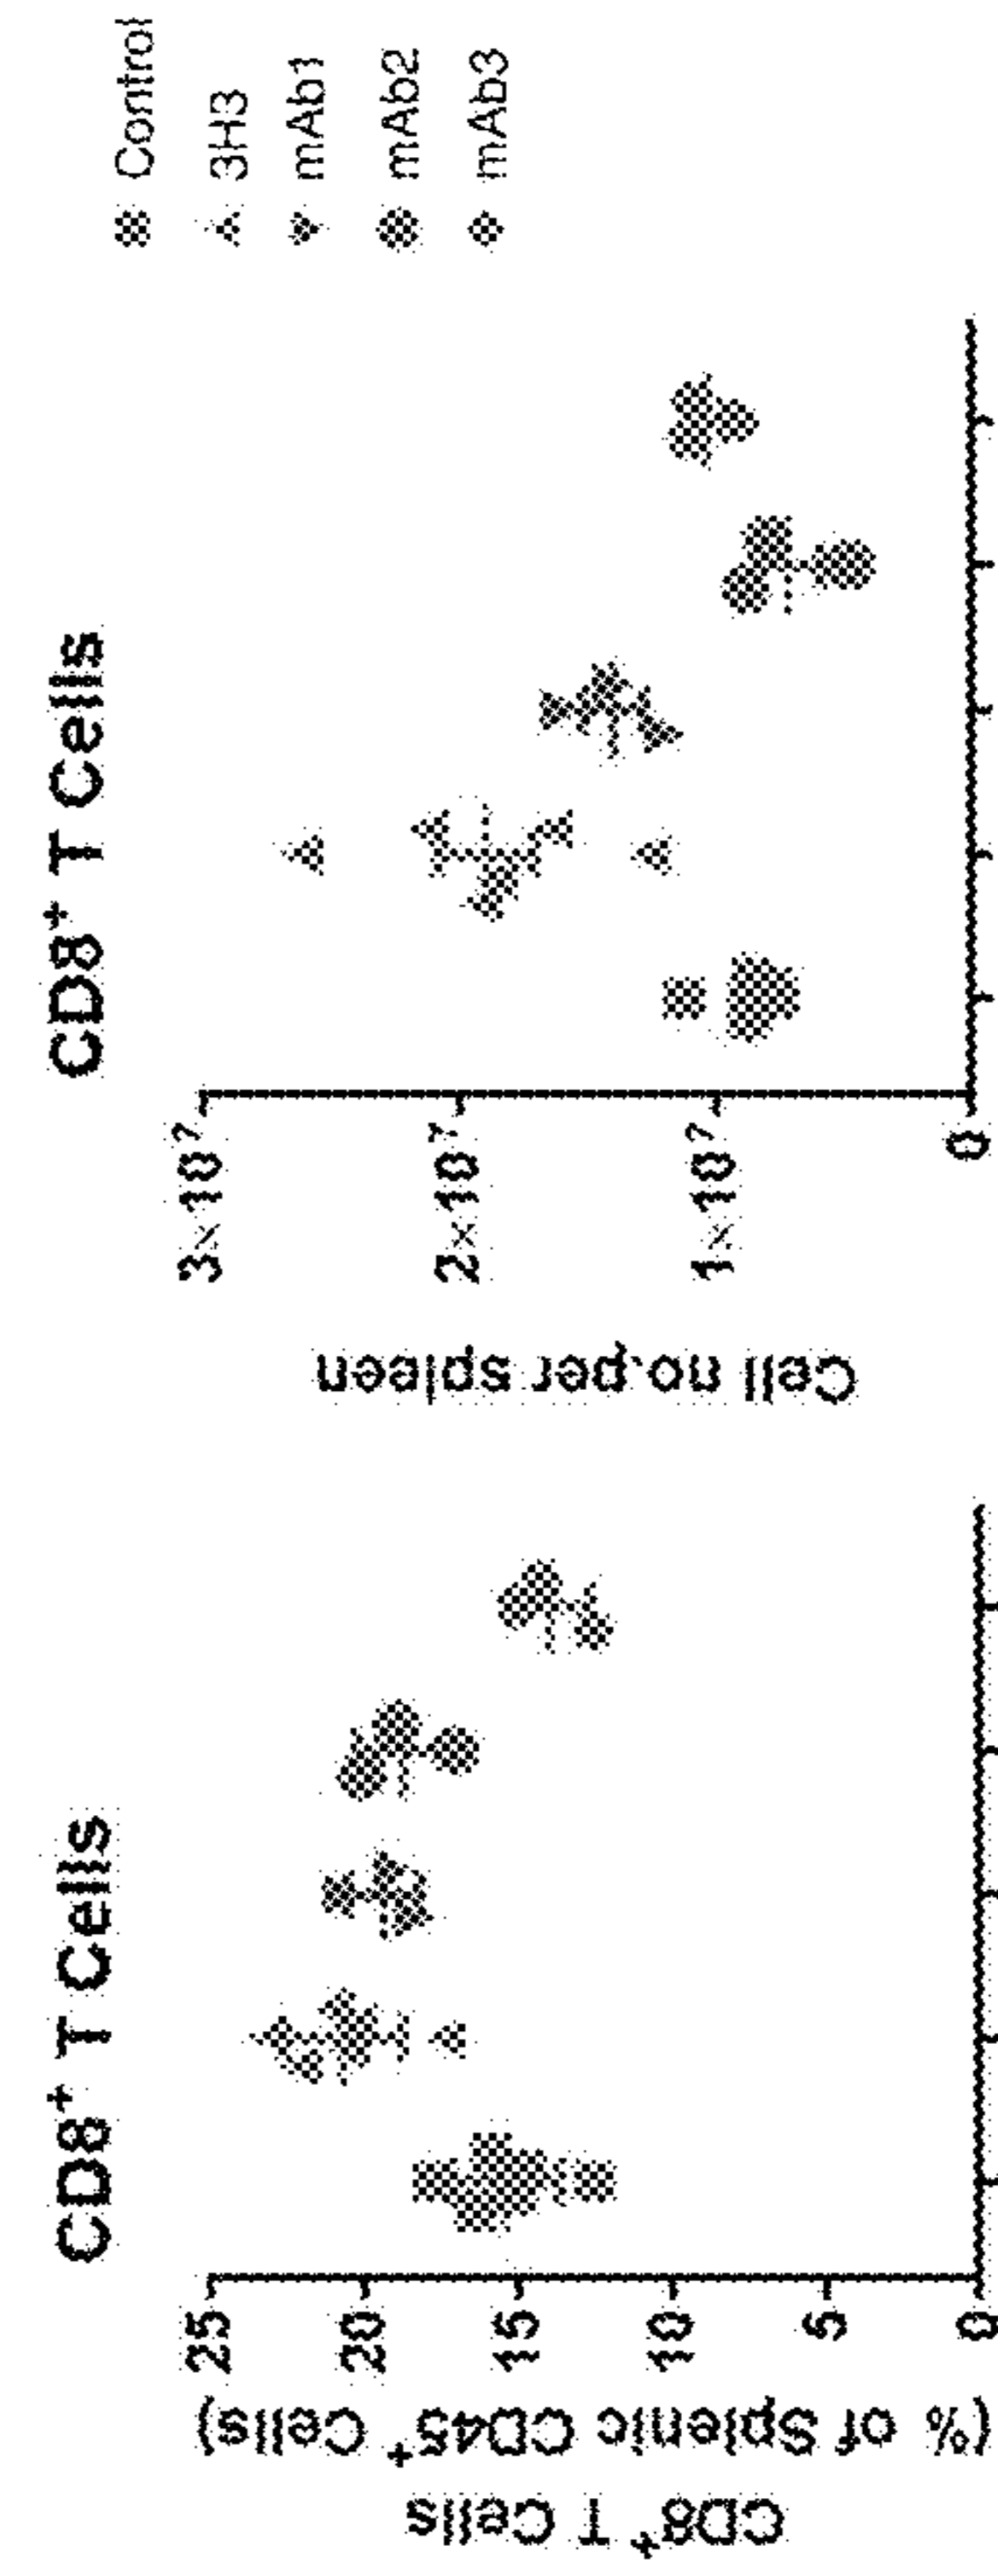 CD8⁺ T Cells
CD8⁺ T Cells
(% of Splenic CD45⁺ Cells)
25
20
15
10
5
0
CD8⁺ T Cells
Cell no.per spleen
3×10⁷
2×10⁷
1×10⁷
0
Control
3H3
mAb1
mAb2
mAb3